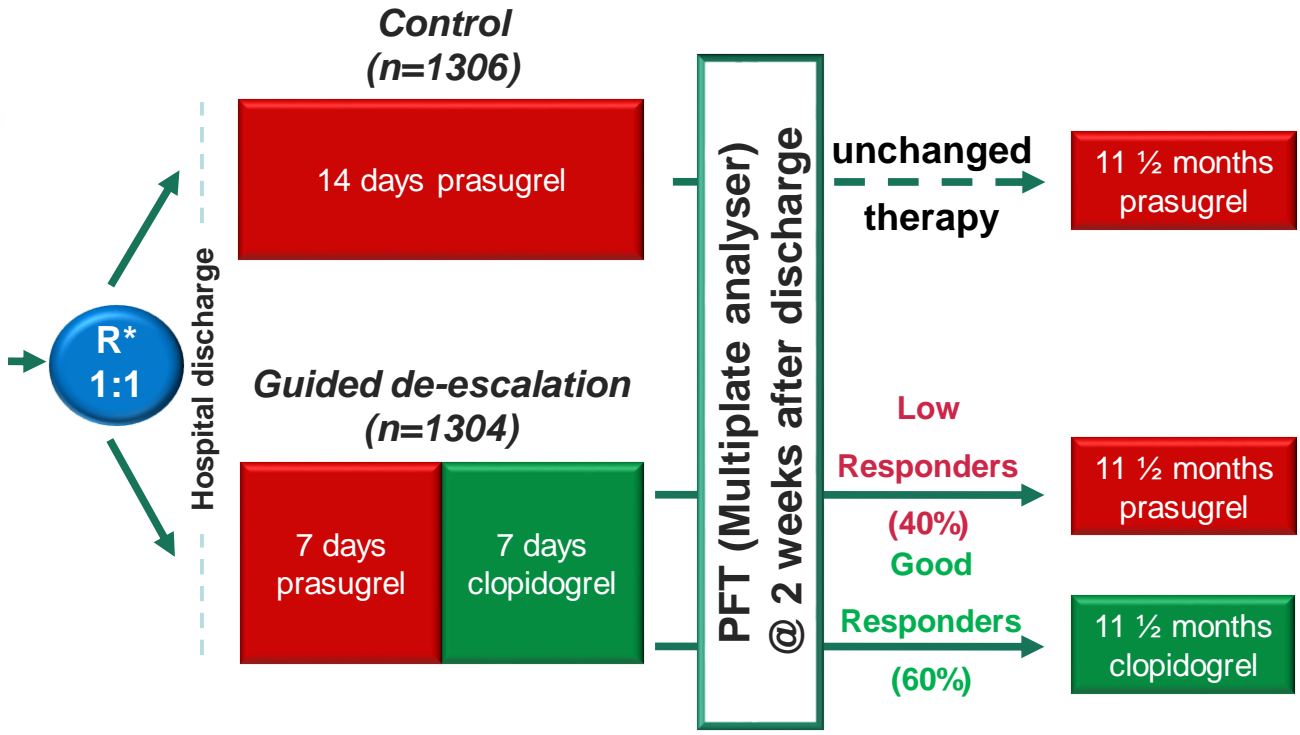 Control
(n=1306)
14 days prasugrel
R*
1:1
Hospital discharge
Guided de-escalation
(n=1304)
7 days
prasugrel
7 days
clopidogrel
PFT (Multiplate analyser)
@ 2 weeks after discharge
unchanged
therapy
11 ½ months
prasugrel
Low
Responders
(40%)
11 ½ months
prasugrel
Good
Responders
(60%)
11 ½ months
clopidogrel